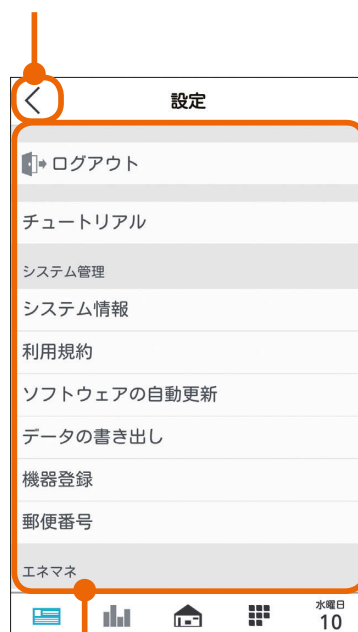 設定
ログアウト
チュートリアル
システム管理
システム情報
利用規約
ソフトウェアの自動更新
データの書き出し
機器登録
郵便番号
エネマネ
水曜日
10